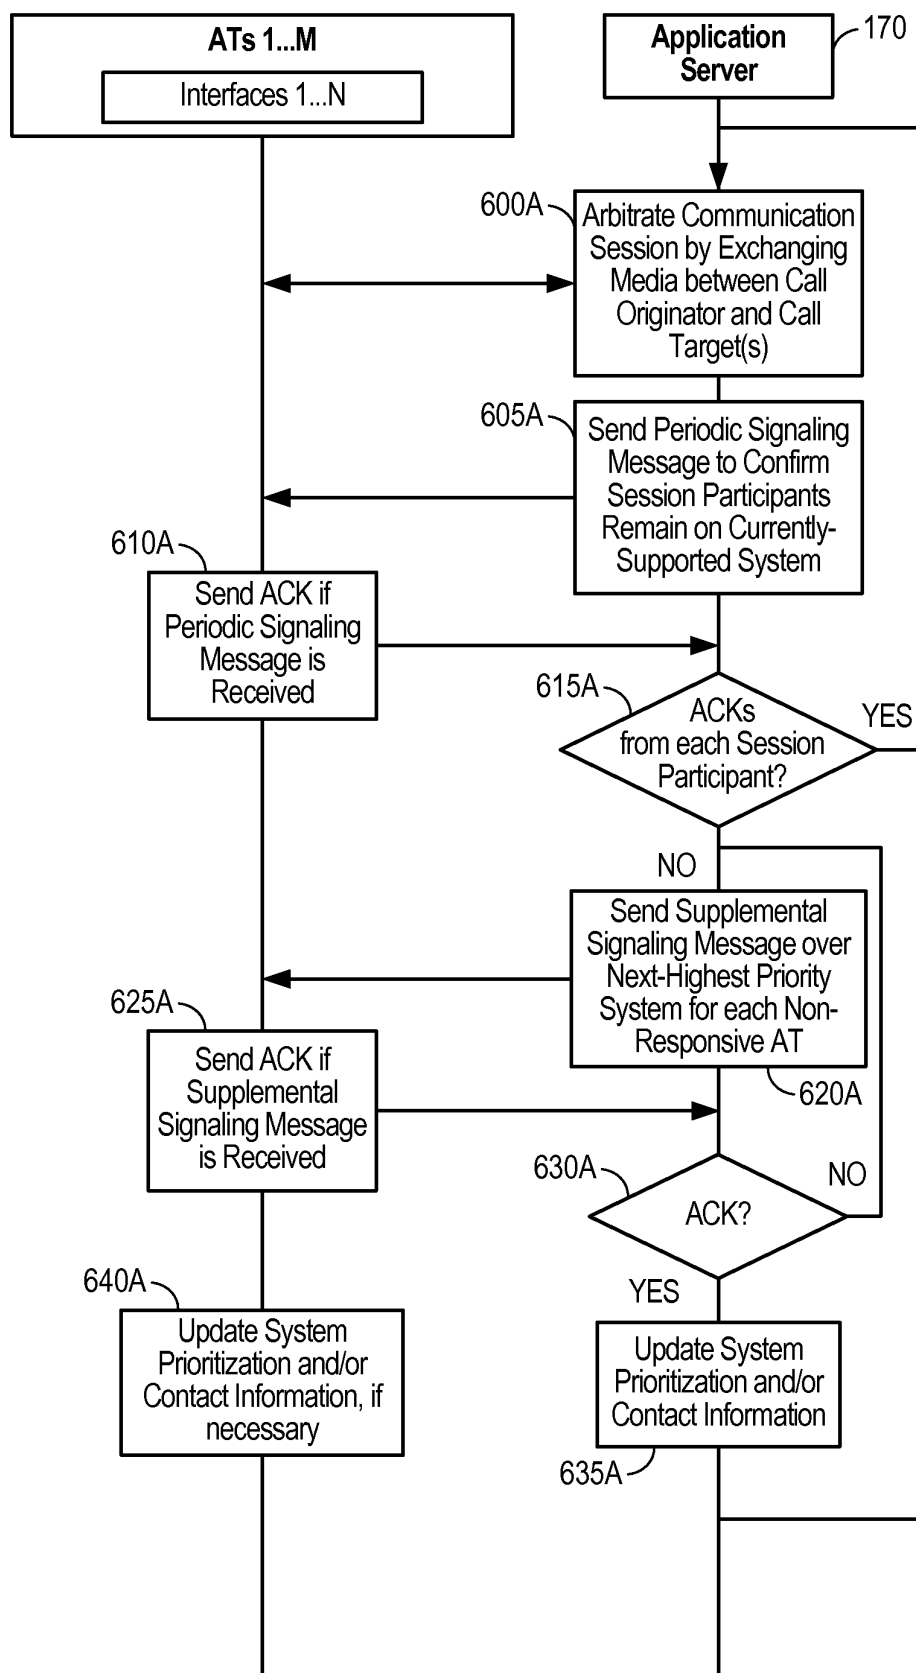 ATs 1...M
Interfaces 1...N
Application
Server
170
600A
Arbitrate Communication
Session by Exchanging
Media between Call
Originator and Call
Target(s)
605A
Send Periodic Signaling
Message to Confirm
Session Participants
Remain on Currently-
Supported System
610A
Send ACK if
Periodic Signaling
Message is
Received
615A
ACKs
from each Session
Participant?
YES
NO
Send Supplemental
Signaling Message over
Next-Highest Priority
System for each Non-
Responsive AT
620A
625A
Send ACK if
Supplemental
Signaling Message
is Received
630A
ACK?
NO
YES
640A
Update System
Prioritization and/or
Contact Information, if
necessary
Update System
Prioritization and/or
Contact Information
635A